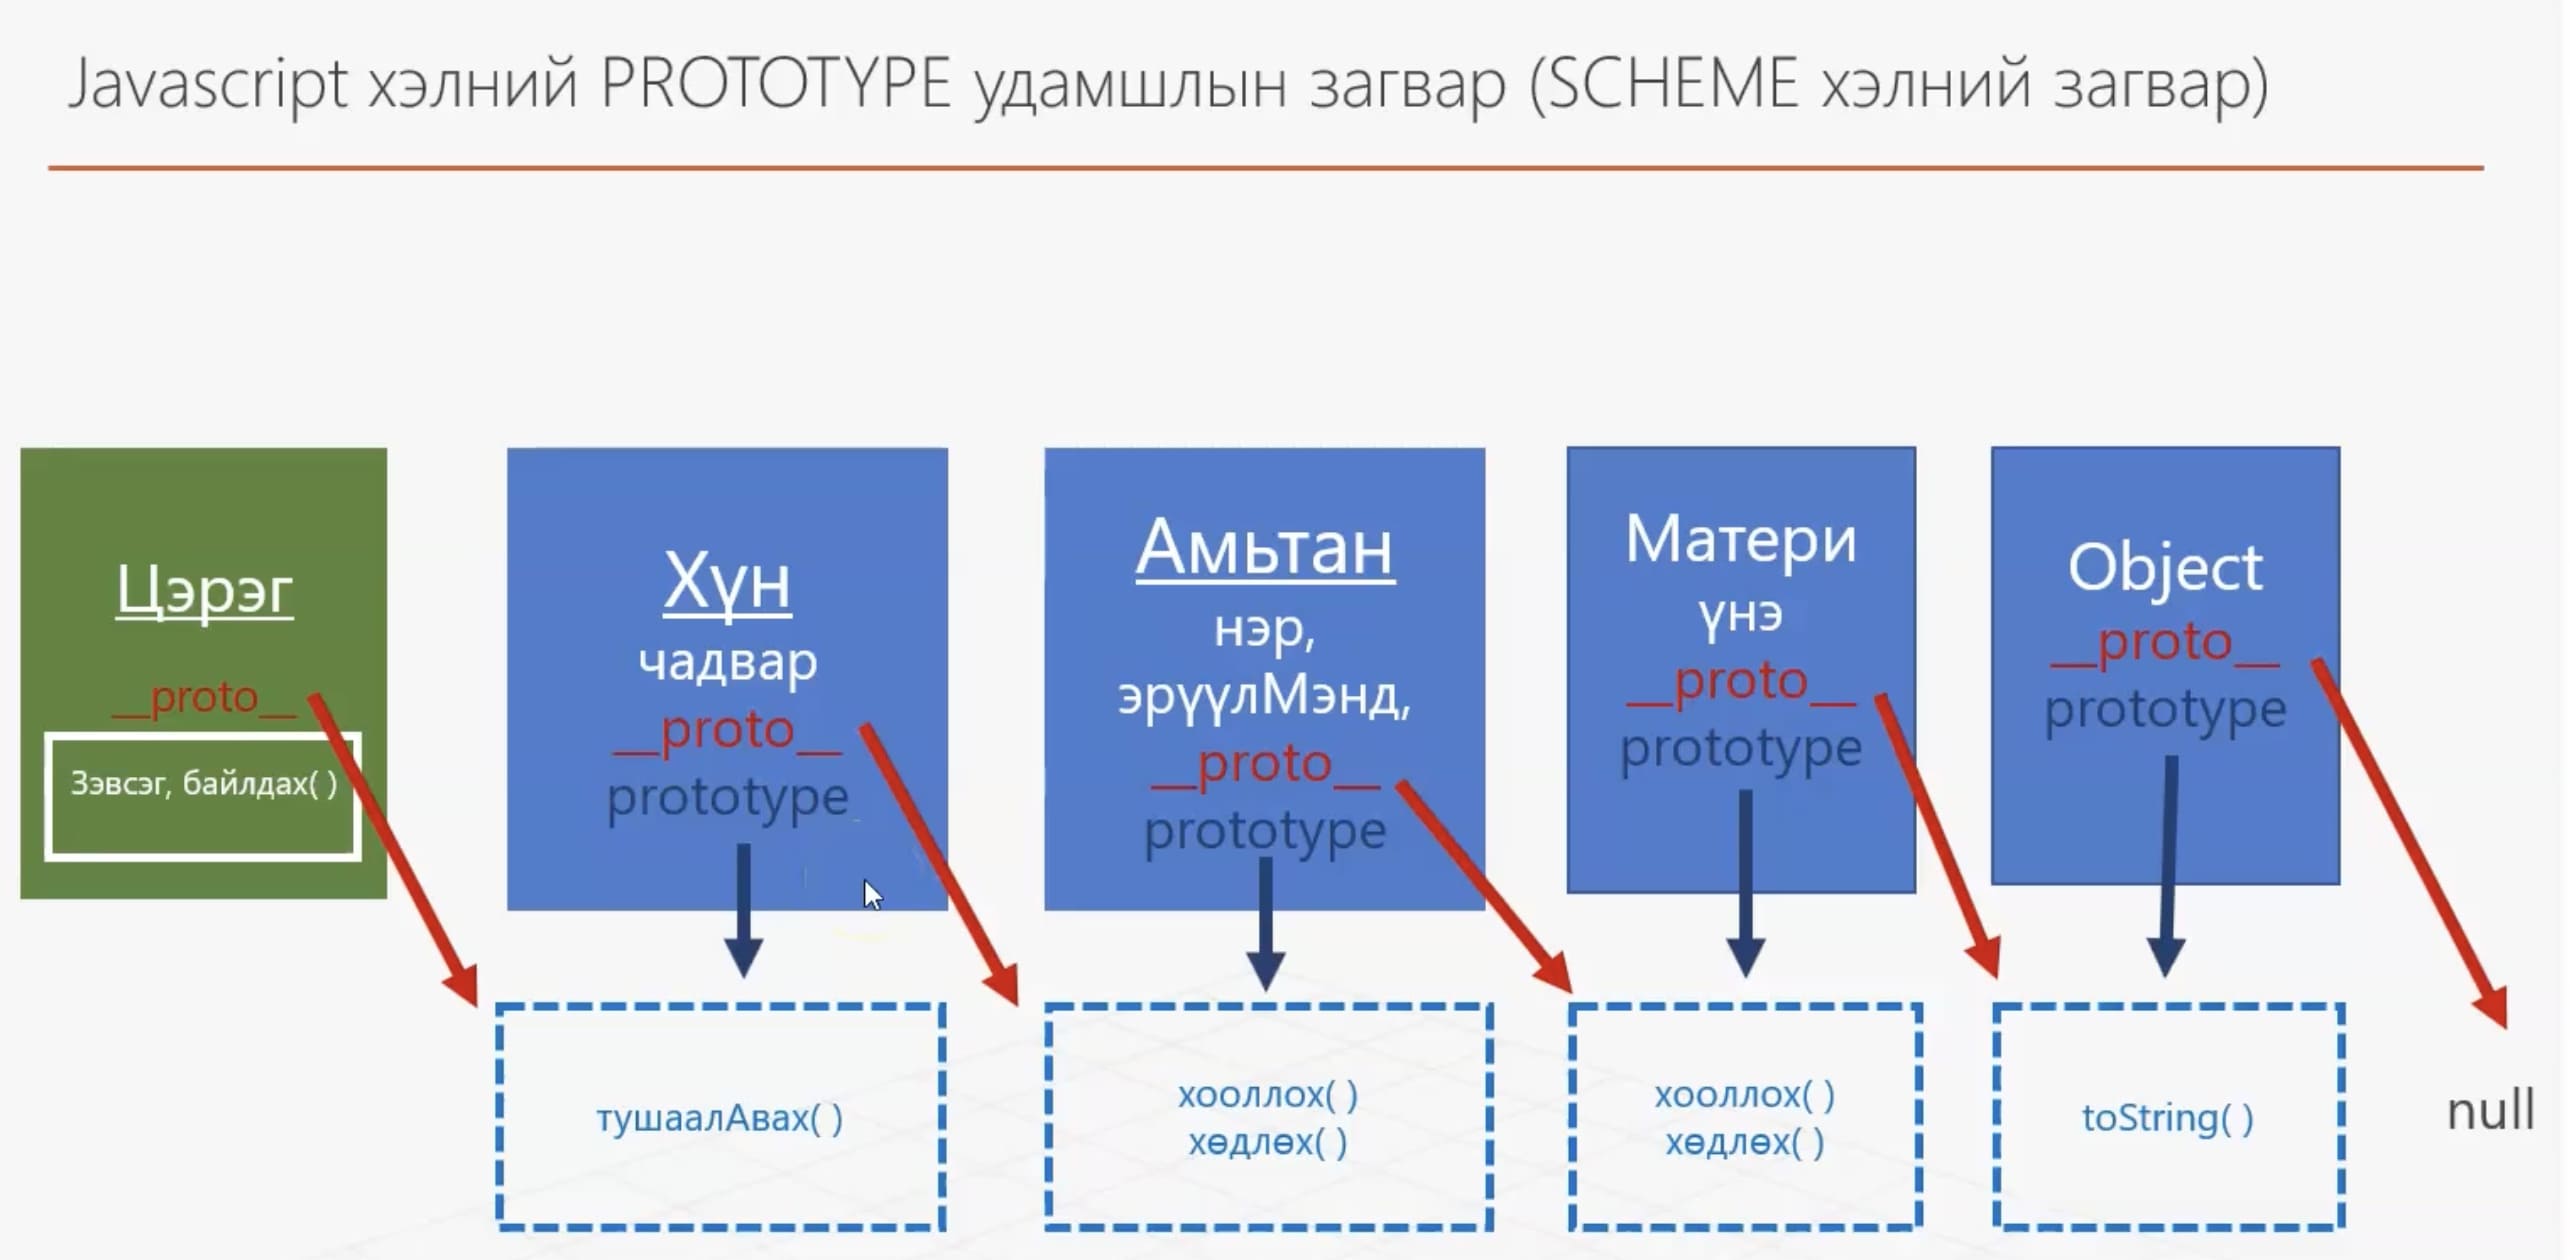 Javascript хэлний PROTOTYPE удамшлын загвар (SCHEME хэлний загвар)
Цэрэг
__proto__
Зэвсэг, байлдах( )
Хүн
чадвар
__proto__
prototype
Амьтан
нэр,
эрүүлМэнд,
__proto__
prototype
Матери
үнэ
__proto__
prototype
Object
__proto__
prototype
тушаалАвах( )
хооллох( )
хөдлөх( )
хооллох( )
хөдлөх( )
toString( )
null